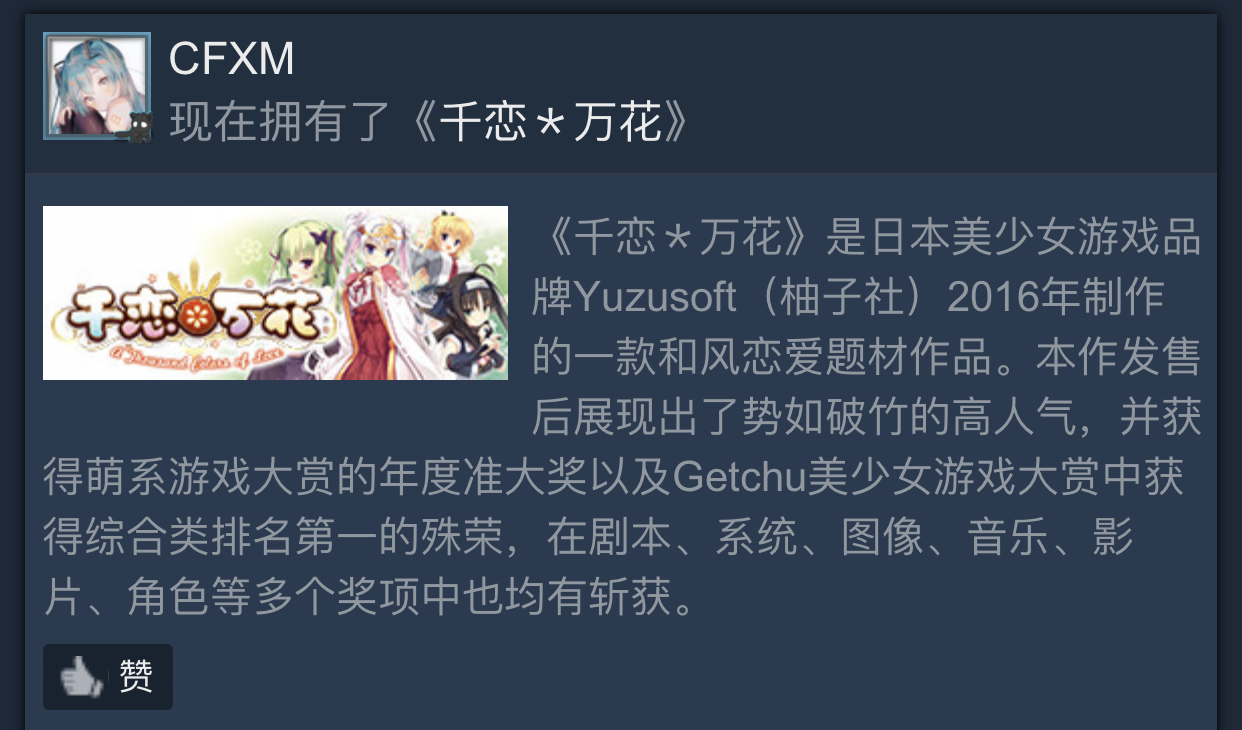 CFXM
现在拥有了《千恋＊万花》
千恋万花
A Thousand Colors of Love
《千恋＊万花》是日本美少女游戏品
牌Yuzusoft（柚子社）2016年制作
的一款和风恋爱题材作品。本作发售
后展现出了势如破竹的高人气，并获
得萌系游戏大赏的年度准大奖以及Getchu美少女游戏大赏中获
得综合类排名第一的殊荣，在剧本、系统、图像、音乐、影
片、角色等多个奖项中也均有斩获。
赞